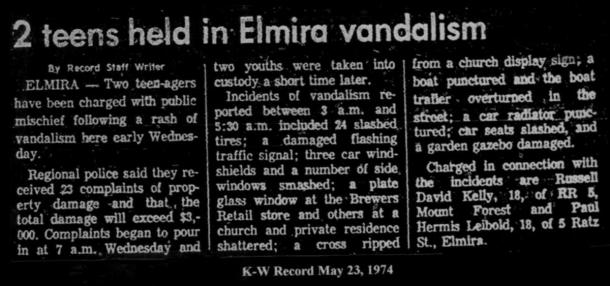 2 teens held in Elmira vandalism
By Record Staff Writer
ELMIRA — Two teen-agers
have been charged with public
mischief following a rash of
vandalism here early Wednes-
day.
Regional police said they re-
ceived 23 complaints of prop-
erty damage and that the
total damage will exceed $3,-
000. Complaints began to pour
in at 7 a.m. Wednesday and
two youths were taken into
custody a short time later.
Incidents of vandalism re-
ported between 3 a.m. and
5:30 a.m. included 24 slashed
tires; a damaged flashing
traffic signal; three car wind-
shields and a number of side
windows smashed; a plate
glass window at the Brewers
Retail store and others at a
church and private residence
shattered; a cross ripped
from a church display sign; a
boat punctured and the boat
trailer overturned in the
street; a car radiator punc-
tured; car seats slashed, and
a garden gazebo damaged.
Charged in connection with
the incidents are Russell
David Kelly, 18, of RR 5,
Mount Forest and Paul
Hermis Leibold, 18, of 5 Ratz
St., Elmira.
K-W Record May 23, 1974